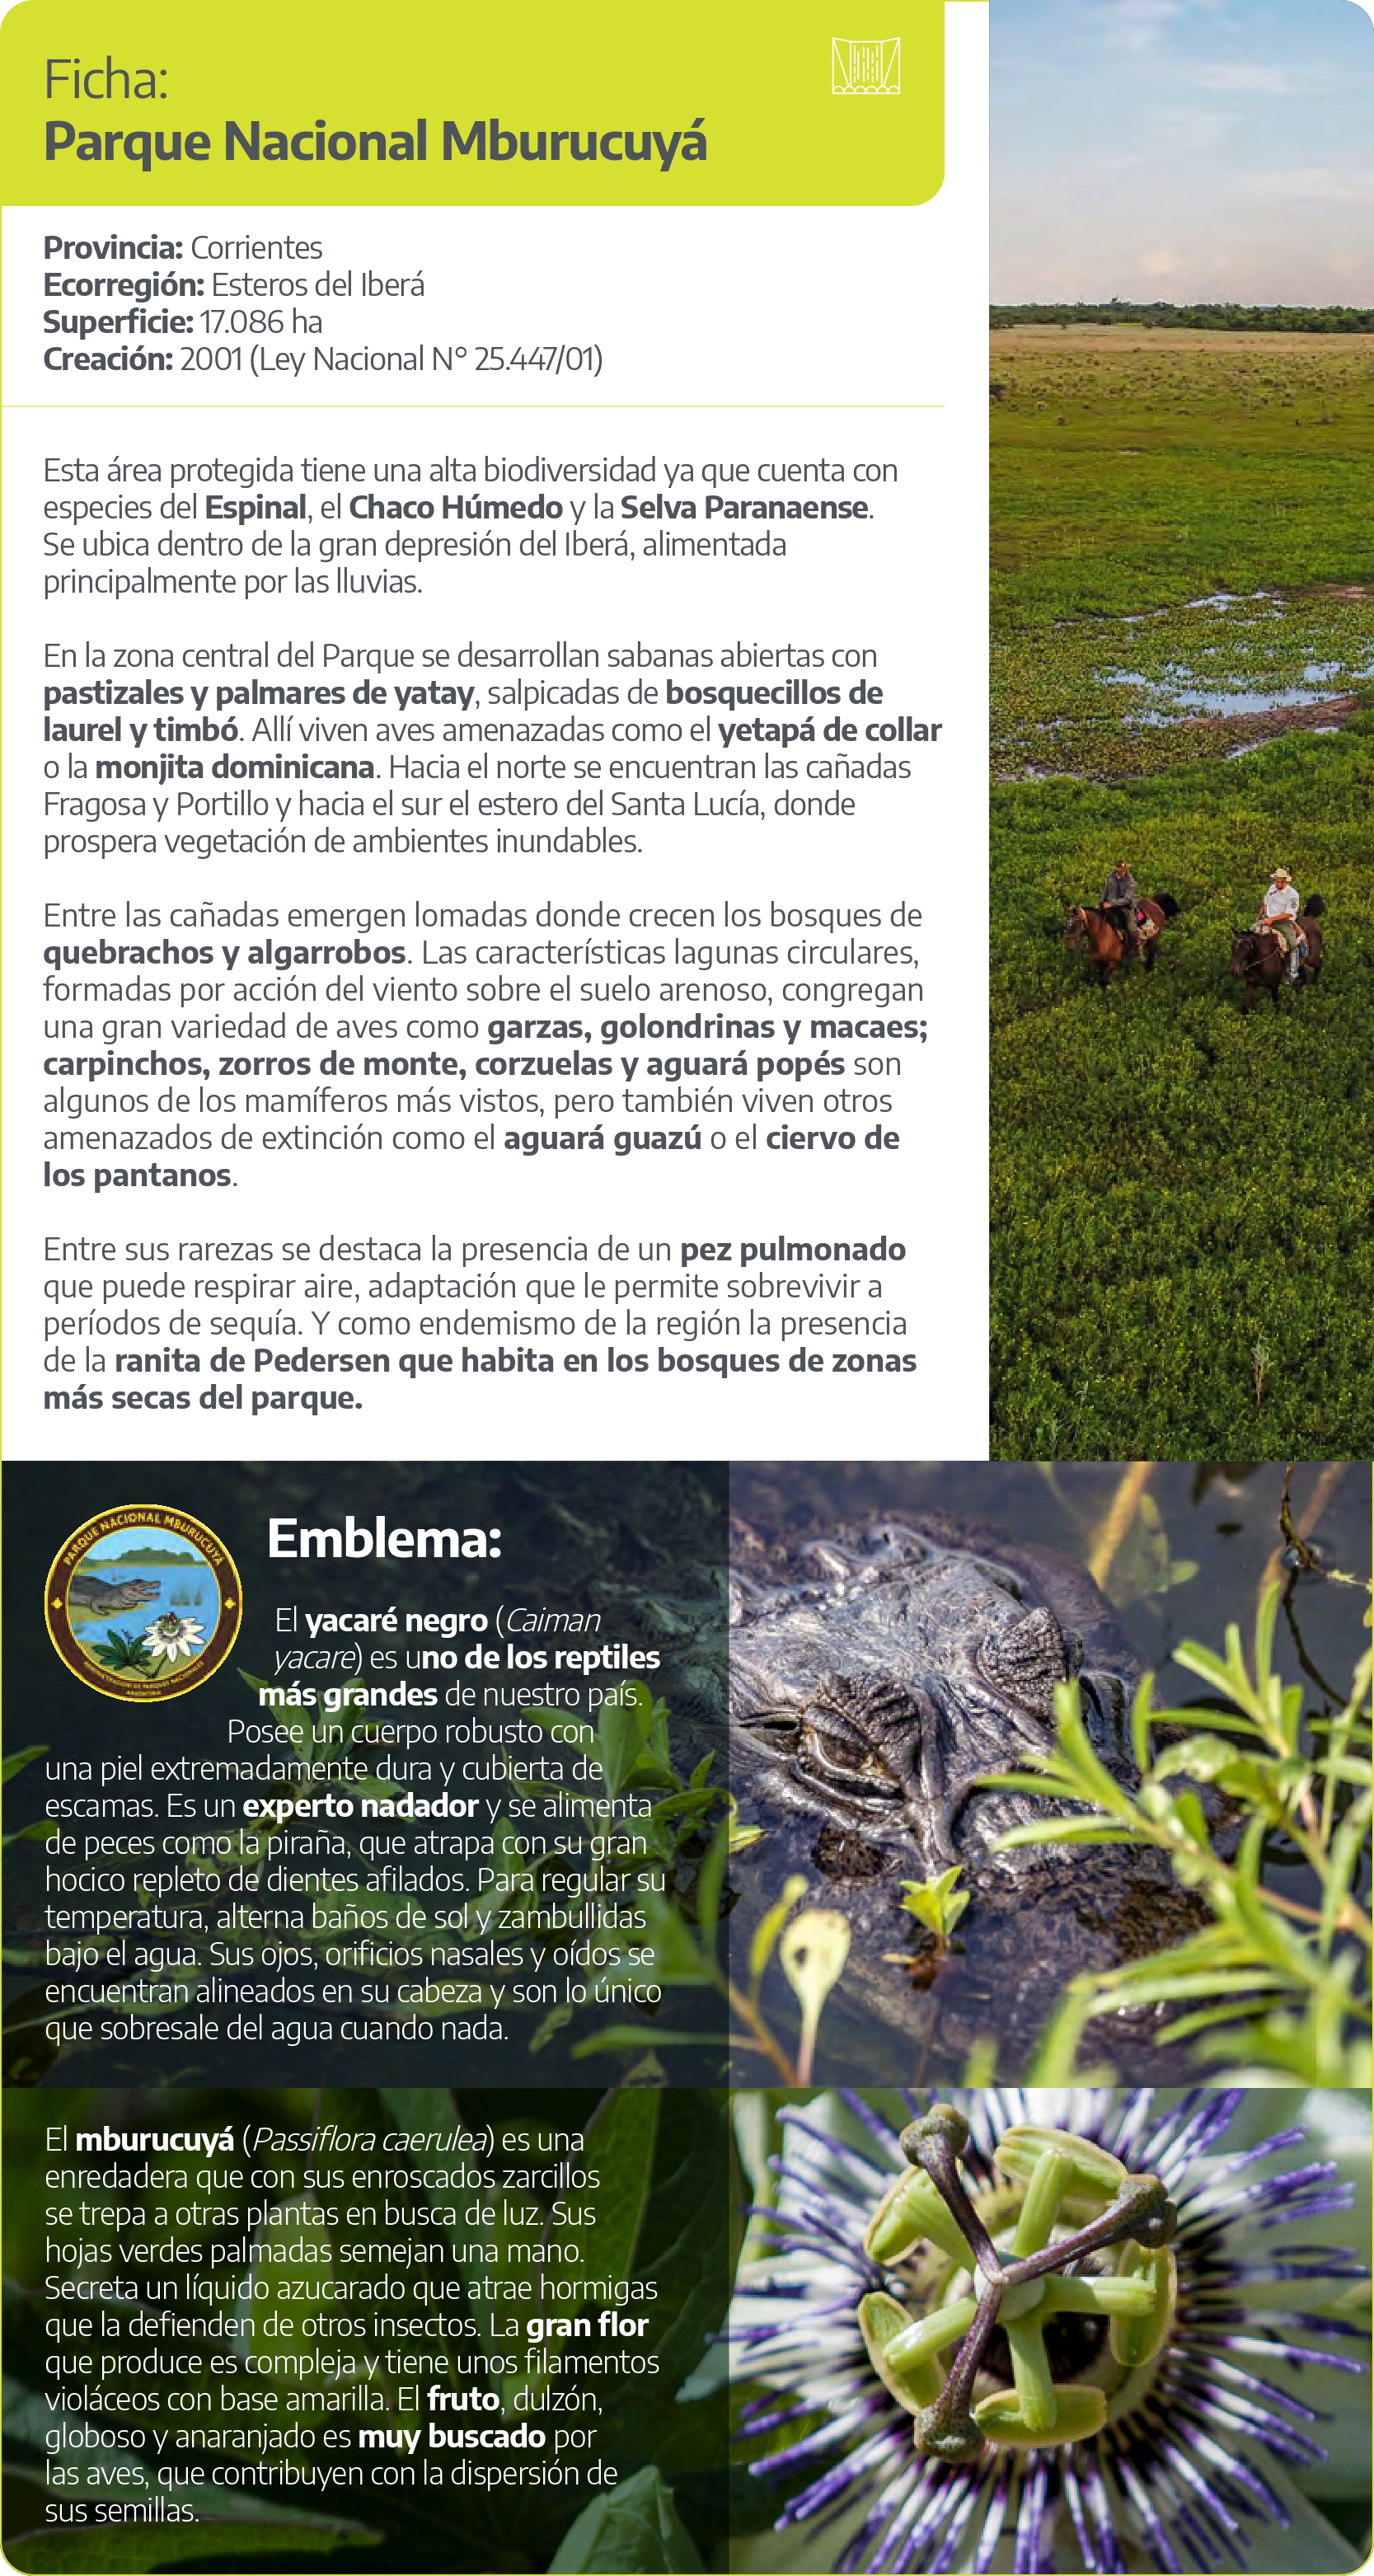 Ficha:
Parque Nacional Mburucuyá
Provincia: Corrientes
Ecorregión: Esteros del Iberá
Superficie: 17.086 ha
Creación: 2001 (Ley Nacional N° 25.447/01)
Esta área protegida tiene una alta biodiversidad ya que cuenta con
especies del Espinal, el Chaco Húmedo y la Selva Paranaense.
Se ubica dentro de la gran depresión del Iberá, alimentada
principalmente por las lluvias.
En la zona central del Parque se desarrollan sabanas abiertas con
pastizales y palmares de yatay, salpicadas de bosquecillos de
laurel y timbó. Allí viven aves amenazadas como el yetapá de collar
o la monjita dominicana. Hacia el norte se encuentran las cañadas
Fragosa y Portillo y hacia el sur el estero del Santa Lucía, donde
prospera vegetación de ambientes inundables.
Entre las cañadas emergen lomadas donde crecen los bosques de
quebrachos y algarrobos. Las características lagunas circulares,
formadas por acción del viento sobre el suelo arenoso, congregan
una gran variedad de aves como garzas, golondrinas y macaes;
carpinchos, zorros de monte, corzuelas y aguará popés son
algunos de los mamíferos más vistos, pero también viven otros
amenazados de extinción como el aguará guazú o el ciervo de
los pantanos.
Entre sus rarezas se destaca la presencia de un pez pulmonado
que puede respirar aire, adaptación que le permite sobrevivir a
períodos de sequía. Y como endemismo de la región la presencia
de la ranita de Pedersen que habita en los bosques de zonas
más secas del parque.
PARQUE NACIONAL MBURUCUYÁ
ADMINISTRACIÓN DE PARQUES NACIONALES
ARGENTINA
Emblema:
El yacaré negro (Caiman
yacare) es uno de los reptiles
más grandes de nuestro país.
Posee un cuerpo robusto con
una piel extremadamente dura y cubierta de
escamas. Es un experto nadador y se alimenta
de peces como la piraña, que atrapa con su gran
hocico repleto de dientes afilados. Para regular su
temperatura, alterna baños de sol y zambullidas
bajo el agua. Sus ojos, orificios nasales y oídos se
encuentran alineados en su cabeza y son lo único
que sobresale del agua cuando nada.
El mburucuyá (Passiflora caerulea) es una
enredadera que con sus enroscados zarcillos
se trepa a otras plantas en busca de luz. Sus
hojas verdes palmadas semejan una mano.
Secreta un líquido azucarado que atrae hormigas
que la defienden de otros insectos. La gran flor
que produce es compleja y tiene unos filamentos
violáceos con base amarilla. El fruto, dulzón,
globoso y anaranjado es muy buscado por
las aves, que contribuyen con la dispersión de
sus semillas.